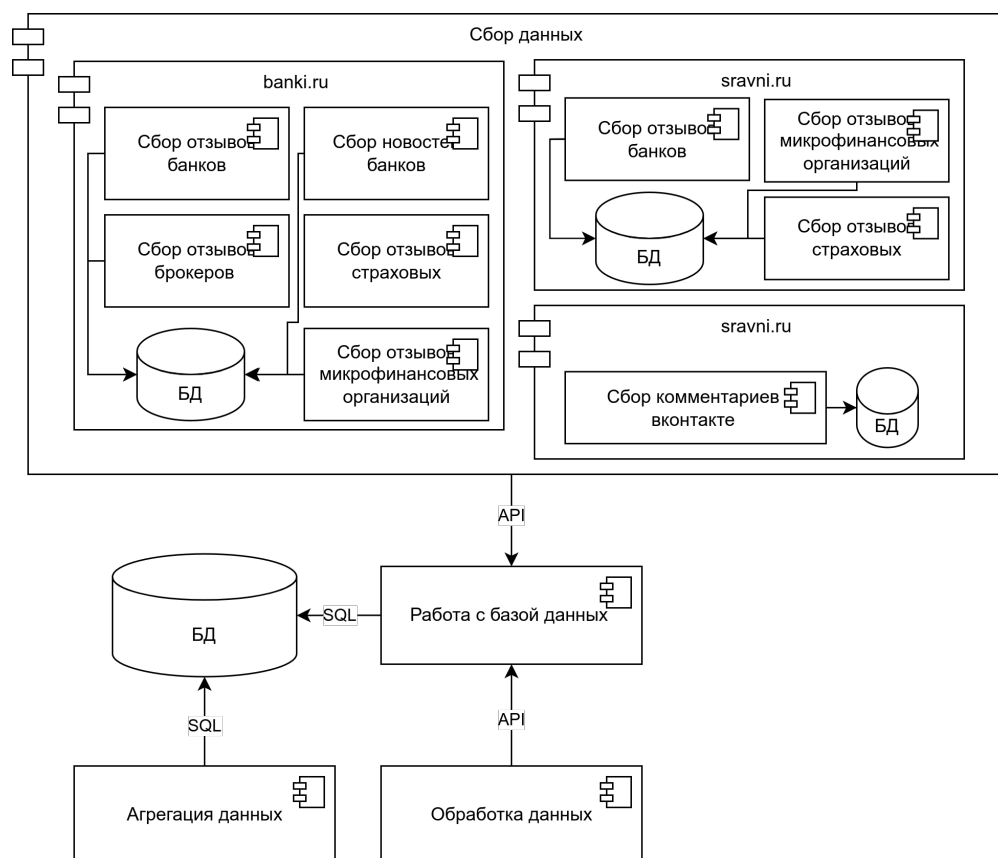 Сбор данных
banki.ru
Сбор отзывов
банков
Сбор новостей
банков
Сбор отзывов
брокеров
Сбор отзывов
страховых
БД
Сбор отзывов
микрофинансовых
организаций
sravni.ru
Сбор отзывов
банков
Сбор отзывов
микрофинансовых
организаций
БД
Сбор отзывов
страховых
sravni.ru
Сбор комментариев
вконтакте
БД
API
БД
SQL
Работа с базой данных
SQL
API
Агрегация данных
Обработка данных